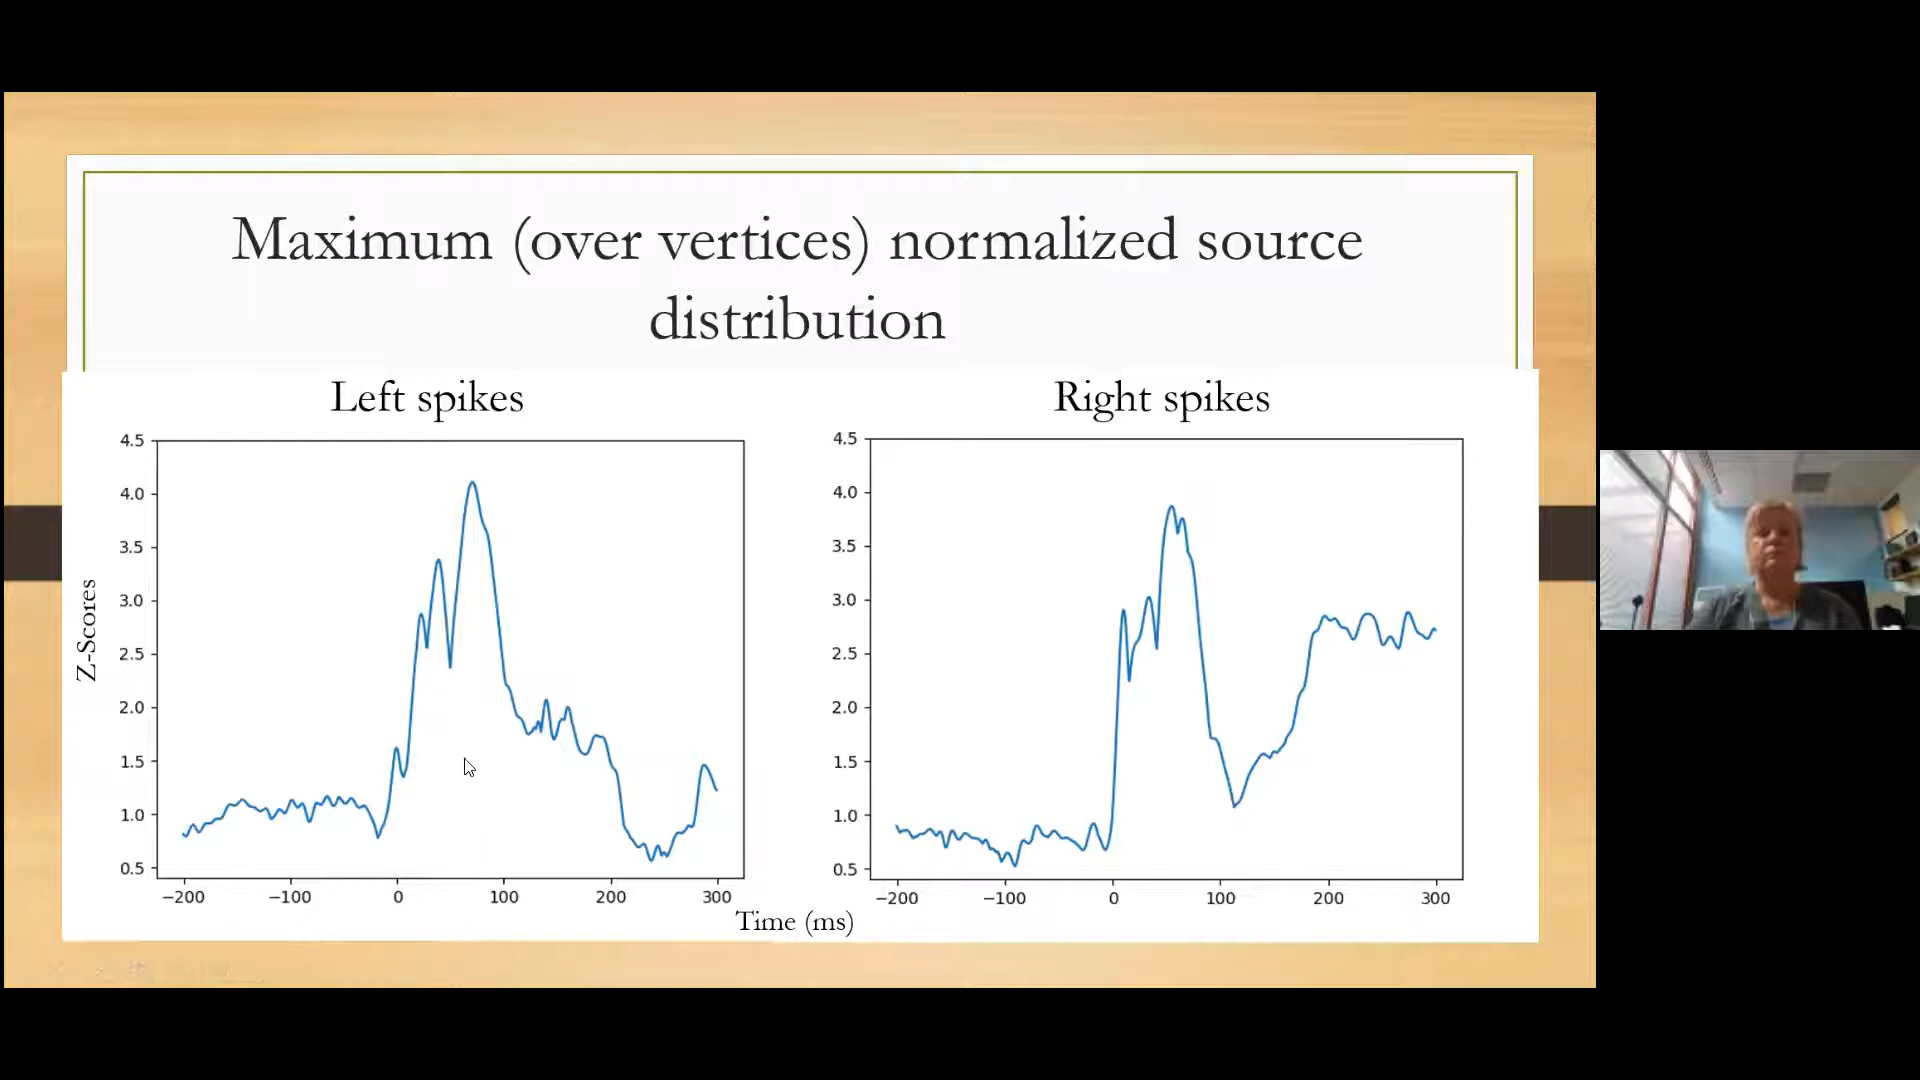 Maximum (over vertices) normalized source
distribution
Left spikes
Right spikes
4.5
4.0
3.5
3.0
2.5
2.0
1.5
1.0
0.5
Z-Scores
−200 −100 0 100 200 300
4.5
4.0
3.5
3.0
2.5
2.0
1.5
1.0
0.5
−200 −100 0 100 200 300
Time (ms)